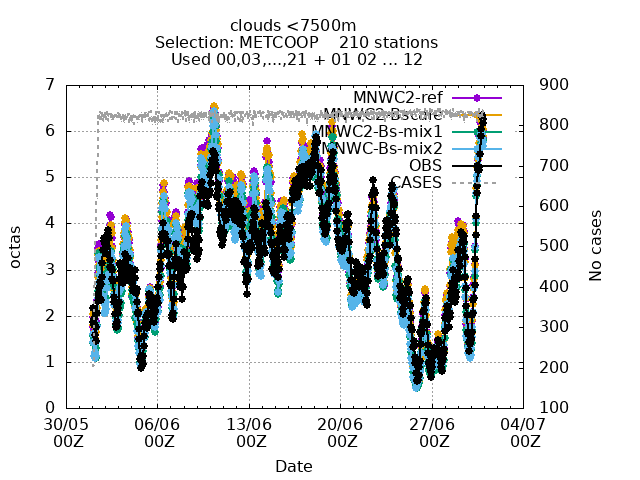 clouds <7500m
Selection: METCOOP    210 stations
Used 00,03,...,21 + 01 02 ... 12
MNWC2-ref
MNWC2-Bscale
MNWC2-Bs-mix1
MNWC-Bs-mix2
OBS
CASES
7
6
5
4
3
2
1
0
octas
900
800
700
600
500
400
300
200
100
No cases
30/05 06/06 13/06 20/06 27/06 04/07
00Z 00Z 00Z 00Z 00Z 00Z
Date